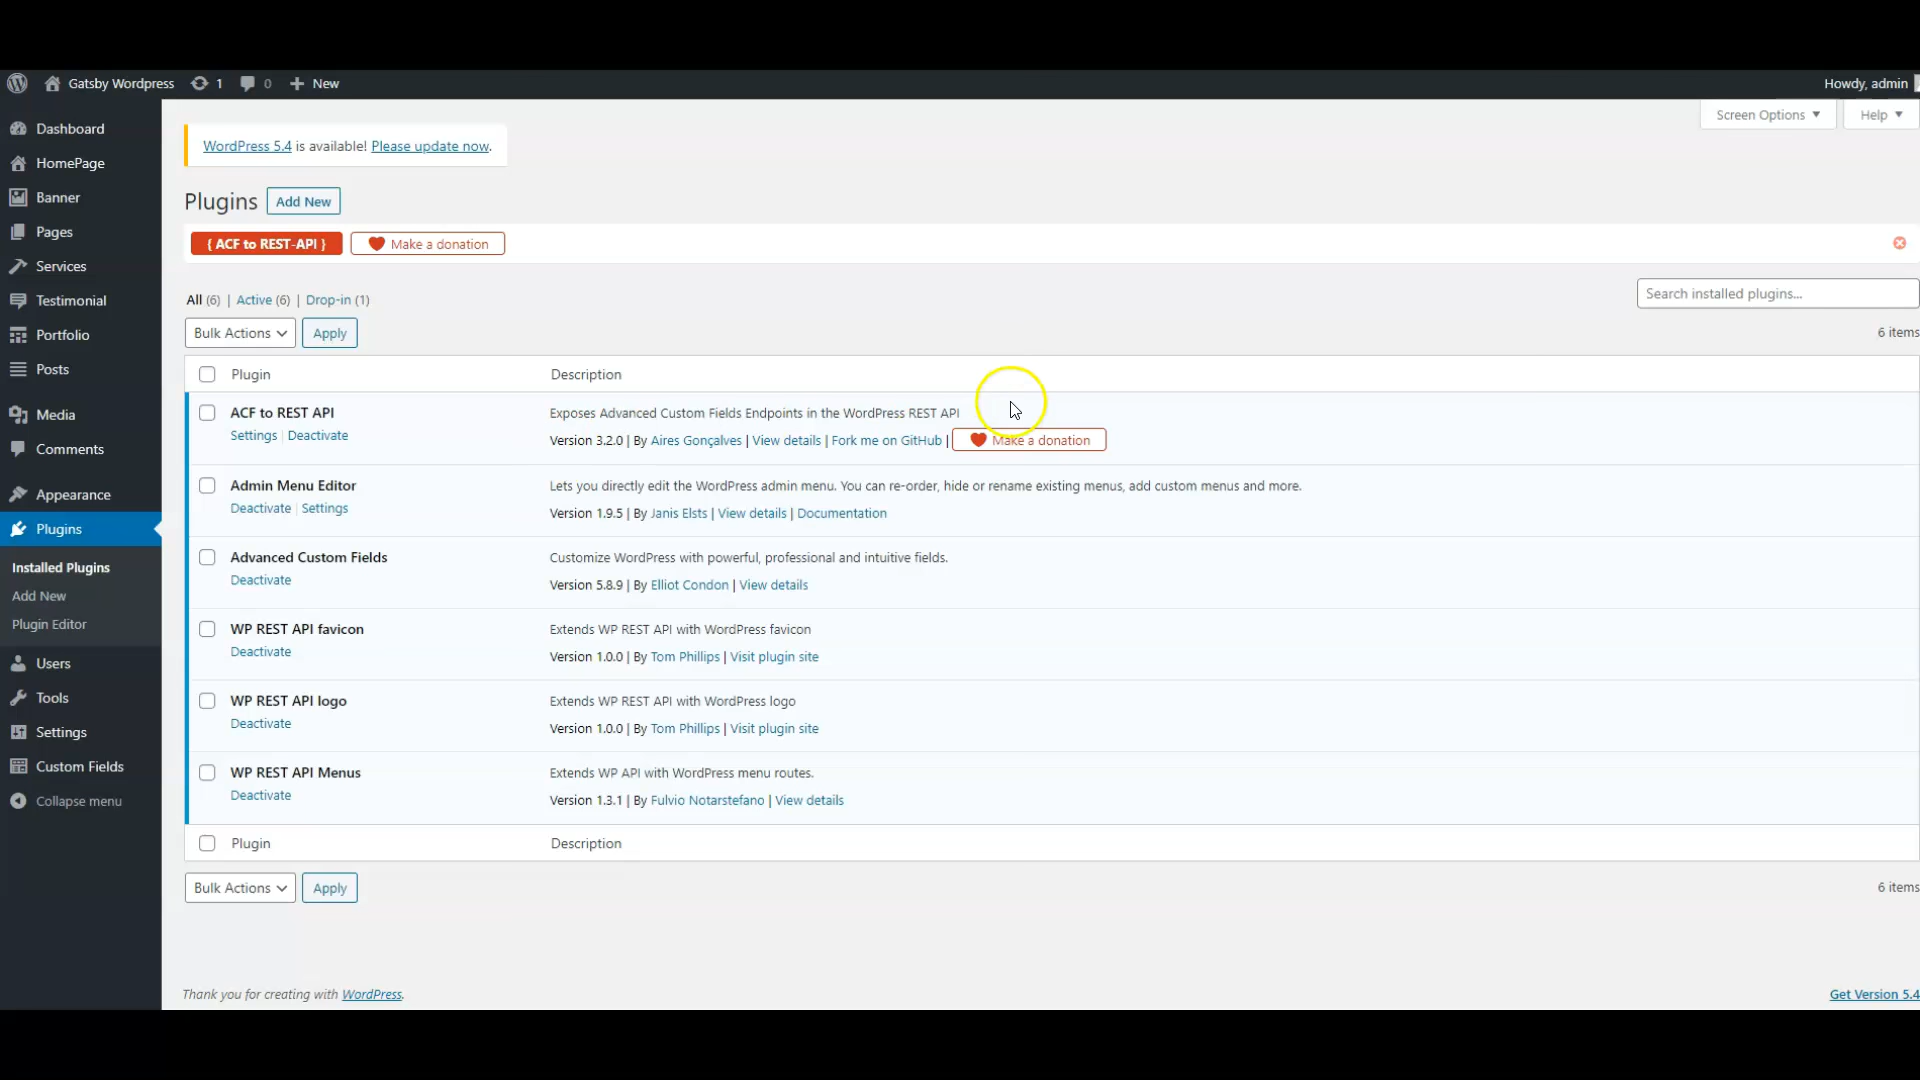 Gatsby Wordpress 1 0 New Howdy, admin
Screen Options Help
Dashboard
HomePage
Banner
Pages
Services
Testimonial
Portfolio
Posts
Media
Comments
Appearance
Plugins
Installed Plugins
Add New
Plugin Editor
Users
Tools
Settings
Custom Fields
Collapse menu
WordPress 5.4 is available! Please update now.
Plugins Add New
{ ACF to REST-API } Make a donation
All (6) | Active (6) | Drop-in (1)
Search installed plugins...
Bulk Actions Apply 6 items
Plugin Description
ACF to REST API Exposes Advanced Custom Fields Endpoints in the WordPress REST API
Settings | Deactivate Version 3.2.0 | By Aires Gonçalves | View details | Fork me on GitHub | Make a donation
Admin Menu Editor Lets you directly edit the WordPress admin menu. You can re-order, hide or rename existing menus, add custom menus and more.
Deactivate | Settings Version 1.9.5 | By Janis Elsts | View details | Documentation
Advanced Custom Fields Customize WordPress with powerful, professional and intuitive fields.
Deactivate Version 5.8.9 | By Elliot Condon | View details
WP REST API favicon Extends WP REST API with WordPress favicon
Deactivate Version 1.0.0 | By Tom Phillips | Visit plugin site
WP REST API logo Extends WP REST API with WordPress logo
Deactivate Version 1.0.0 | By Tom Phillips | Visit plugin site
WP REST API Menus Extends WP API with WordPress menu routes.
Deactivate Version 1.3.1 | By Fulvio Notarstefano | View details
Plugin Description
Bulk Actions Apply 6 items
Thank you for creating with WordPress. Get Version 5.4